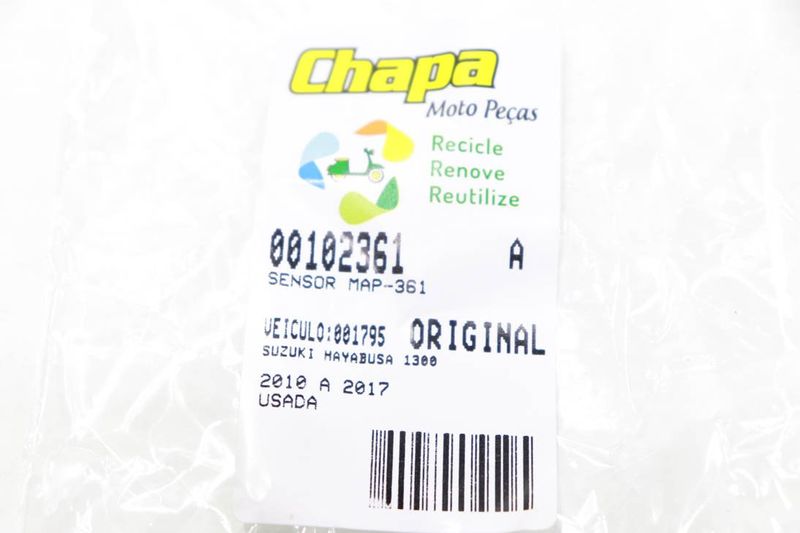 Chapa
Moto Peças
Recicle
Renove
Reutilize
00102361 A
SENSOR MAP-361
VEICULO:001795 ORIGINAL
SUZUKI HAYABUSA 1300
2010 A 2017
USADA